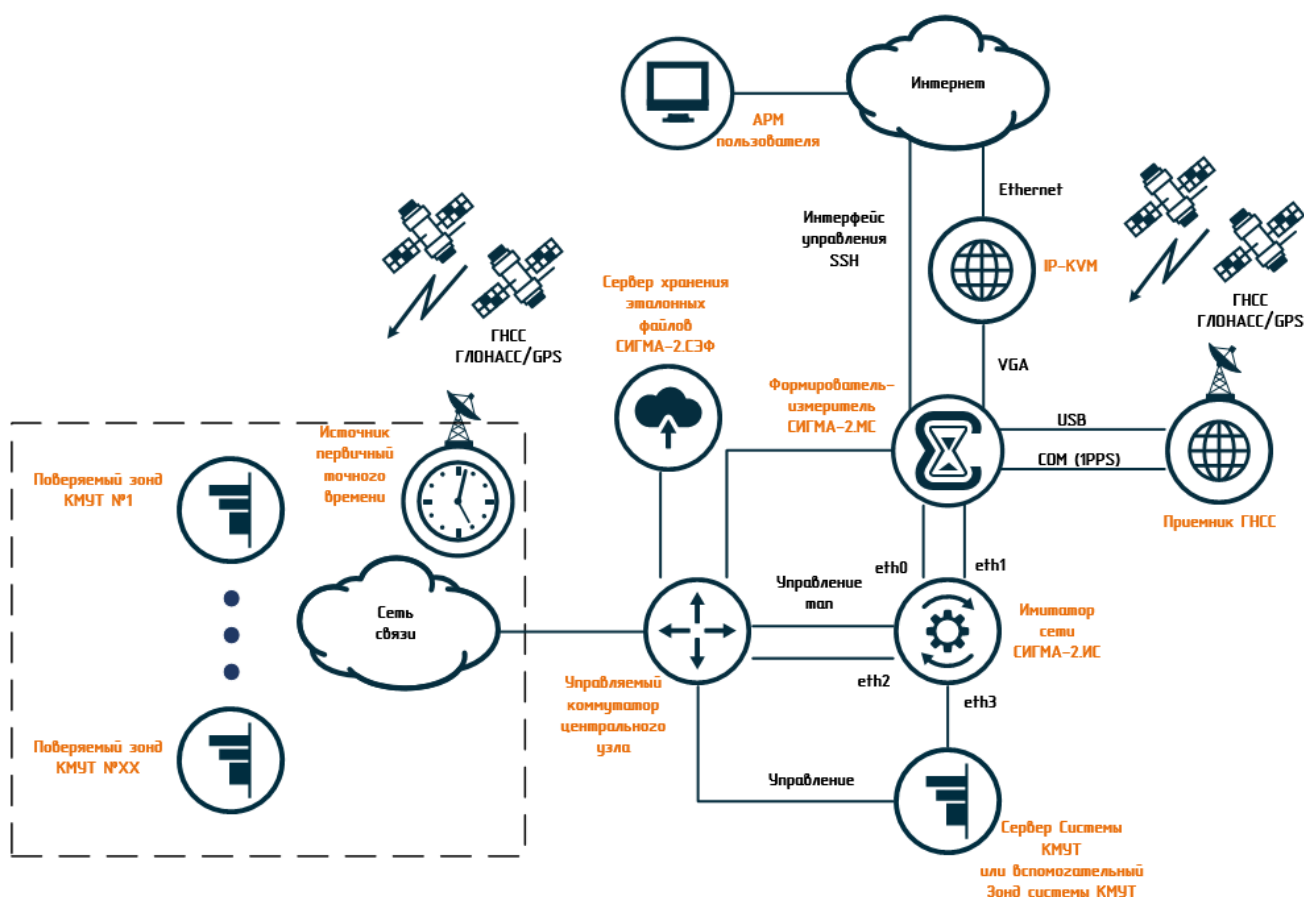 Интернет
АРМ
пользователя
Ethernet
Интерфейс
управления
SSH
IP-KVM
ГНСС
ГЛОНАСС/GPS
Сервер хранения
эталонных
файлов
СИГМА-2.СЭФ
ГНСС
ГЛОНАСС/GPS
VGA
Формирователь-
измеритель
СИГМА-2.МС
USB
COM (1PPS)
Приемник ГНСС
Источник
первичный
точного
времени
Поверяемый зонд
КМУТ №1
eth0
eth1
Управление
man
Сеть
связи
Имитатор
сети
СИГМА-2.ИС
eth2
eth3
Управляемый
коммутатор
центрального
узла
Поверяемый зонд
КМУТ №XX
Управление
Сервер Системы
КМУТ
или вспомогательный
Зонд системы КМУТ